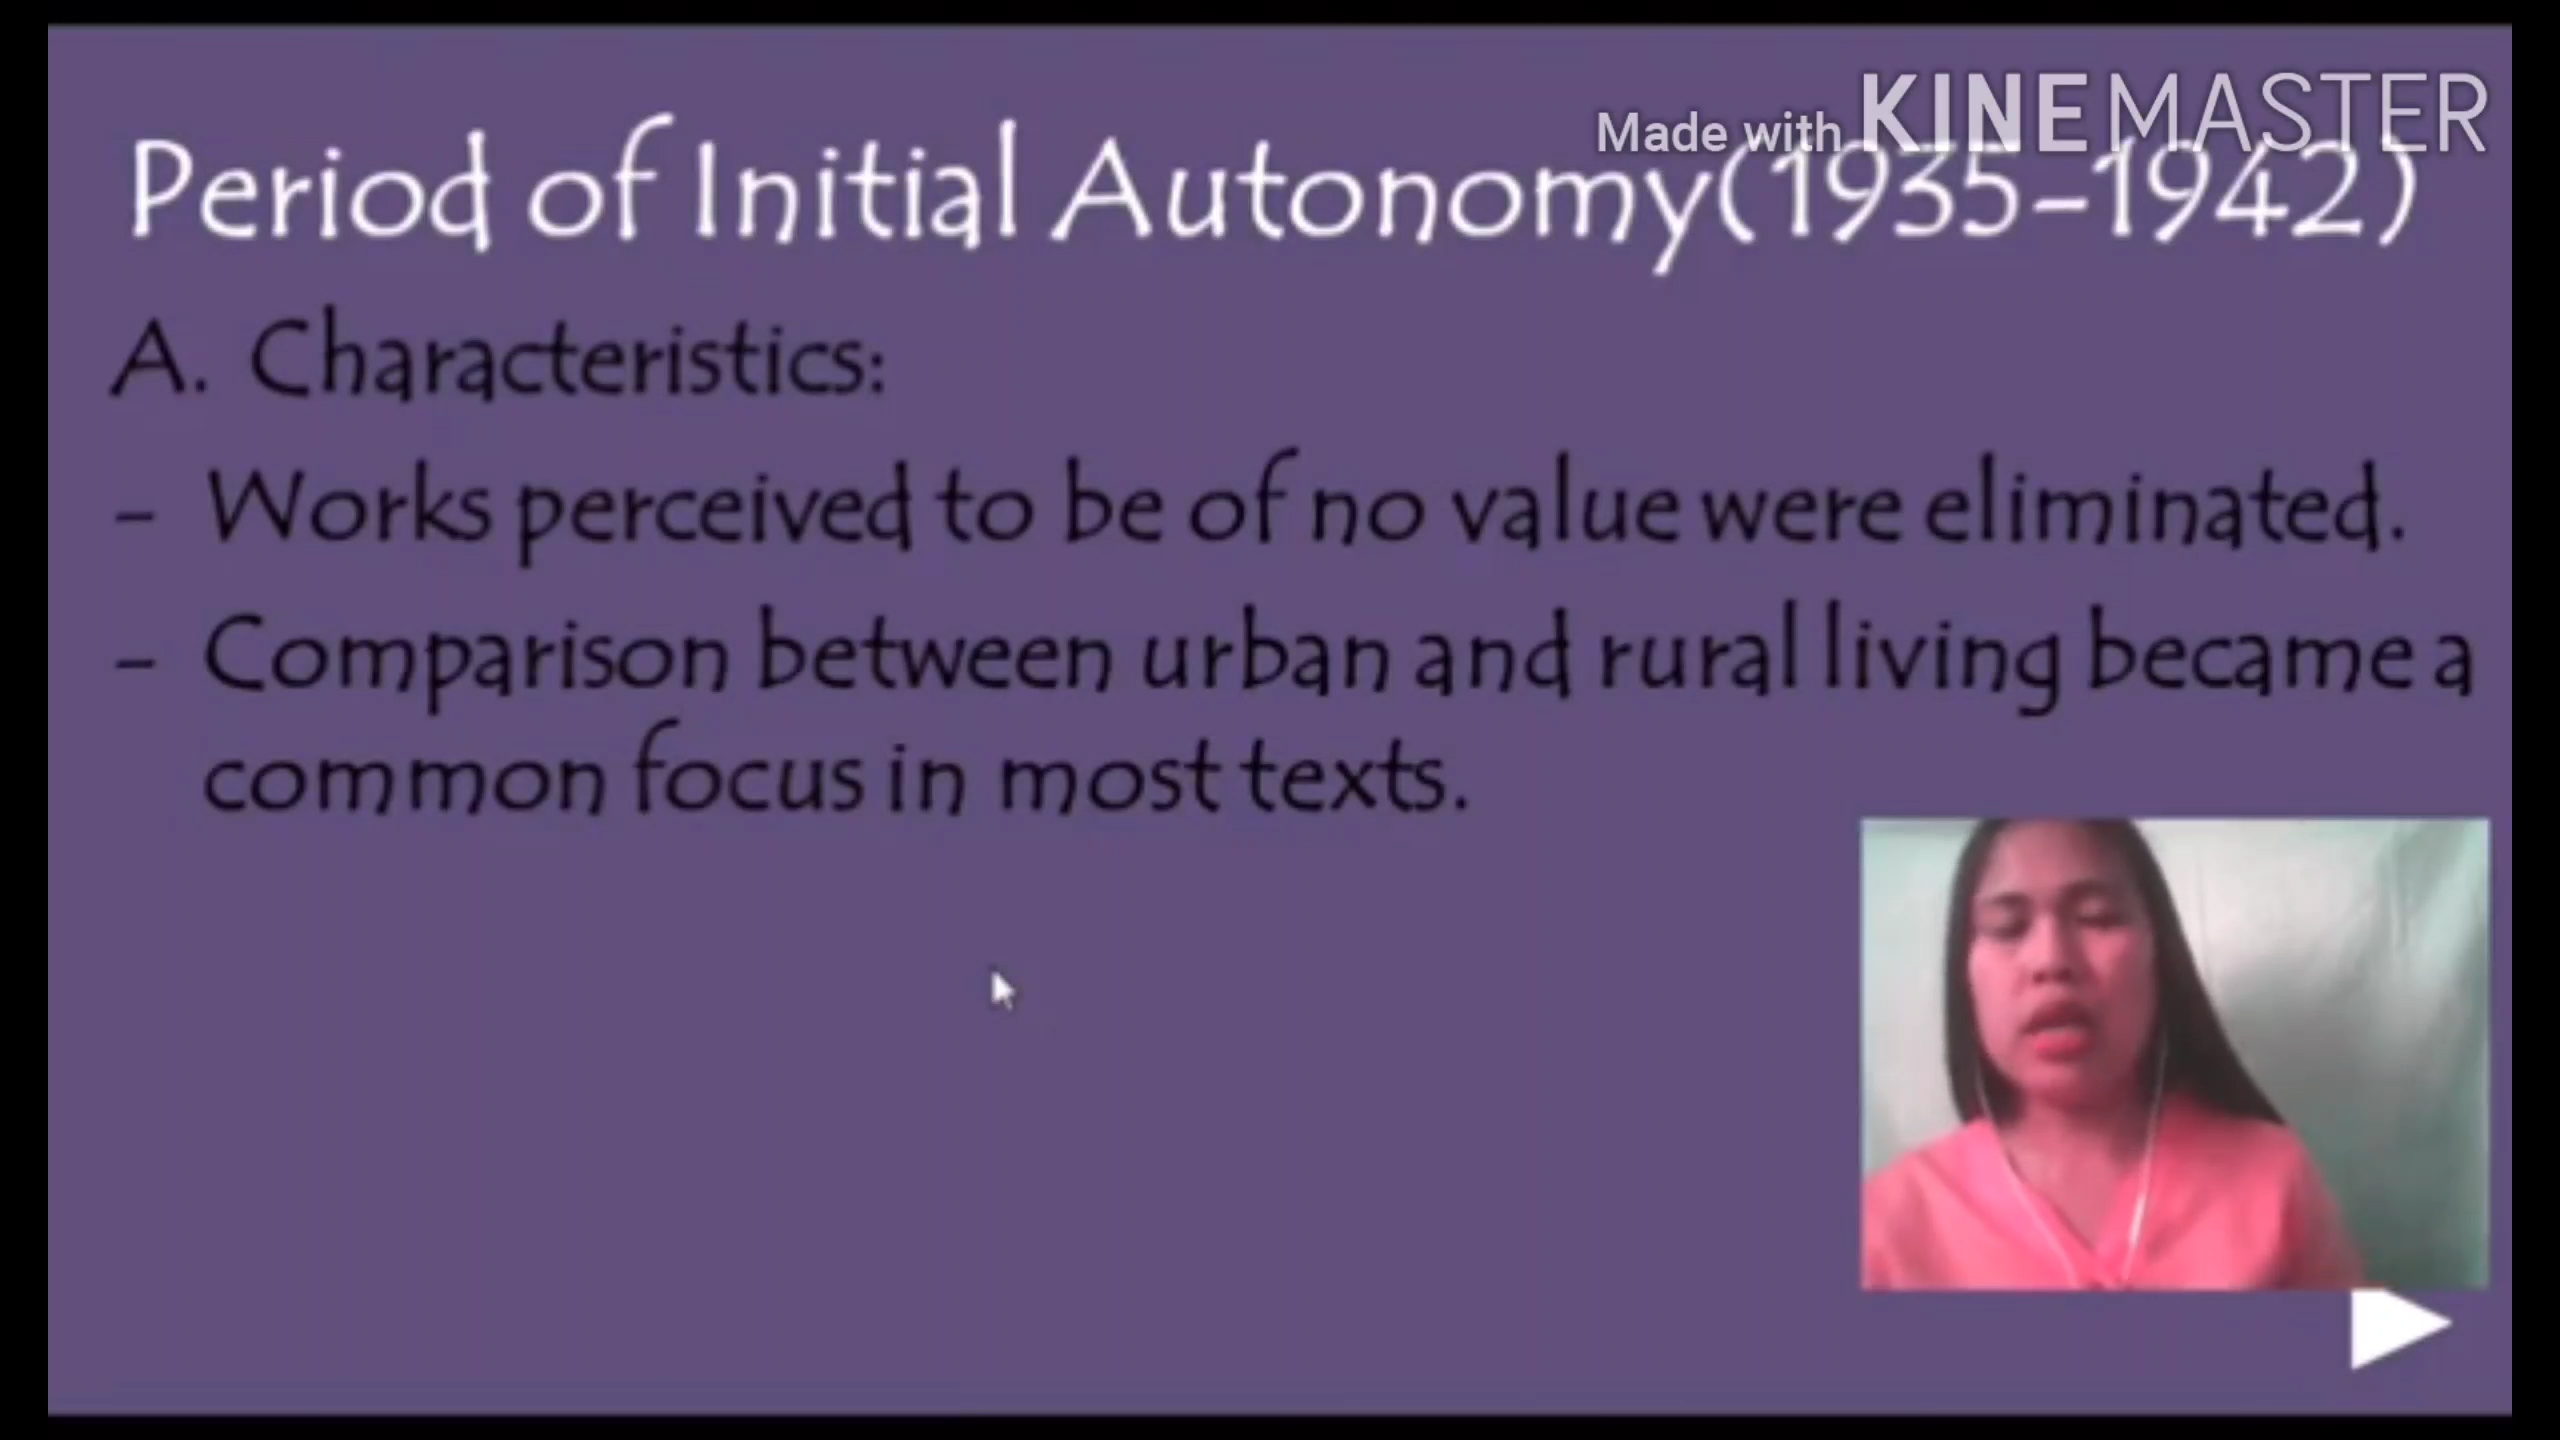 Made with KINEMASTER
Period of Initial Autonomy(1935-1942)
A. Characteristics:
- Works perceived to be of no value were eliminated.
- Comparison between urban and rural living became a
common focus in most texts.